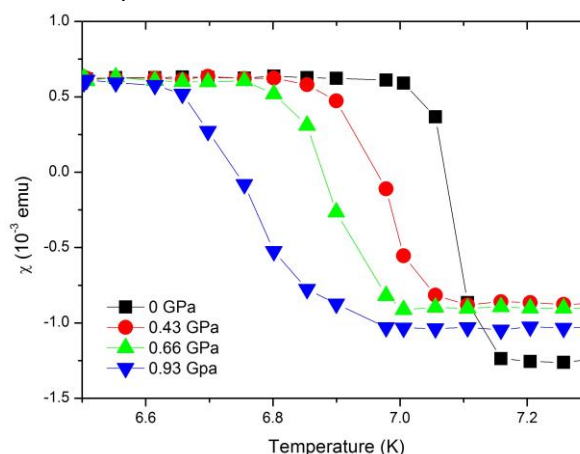 1.0
0.5
0.0
-0.5
-1.0
-1.5
χ (10⁻³ emu)
0 GPa
0.43 GPa
0.66 GPa
0.93 Gpa
6.6 6.8 7.0 7.2
Temperature (K)